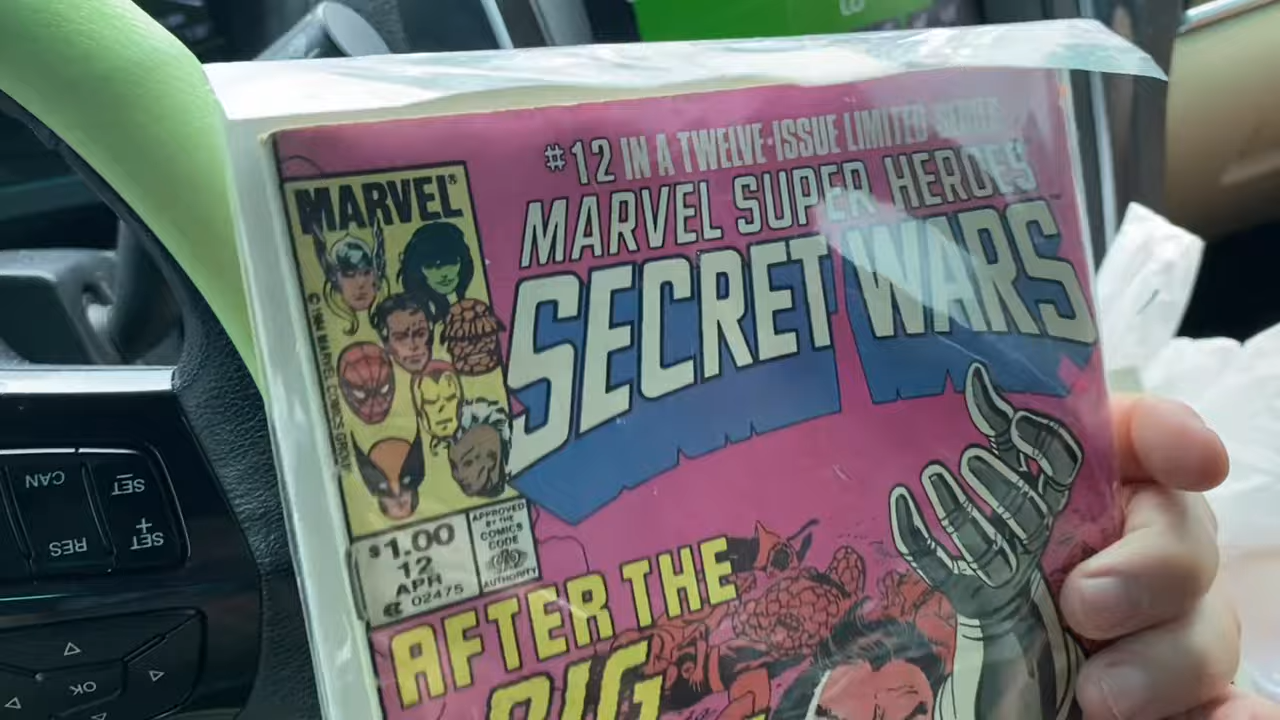 #12 IN A TWELVE-ISSUE LIMITED SERIES
MARVEL SUPER HEROES
SECRET WARS
MARVEL®
© 1984 MARVEL COMICS GROUP
$1.00
12
APR
02475
APPROVED
BY THE
COMICS
CODE
AUTHORITY
AFTER THE
BIG
CAN
RES
SET
SET
+
OK